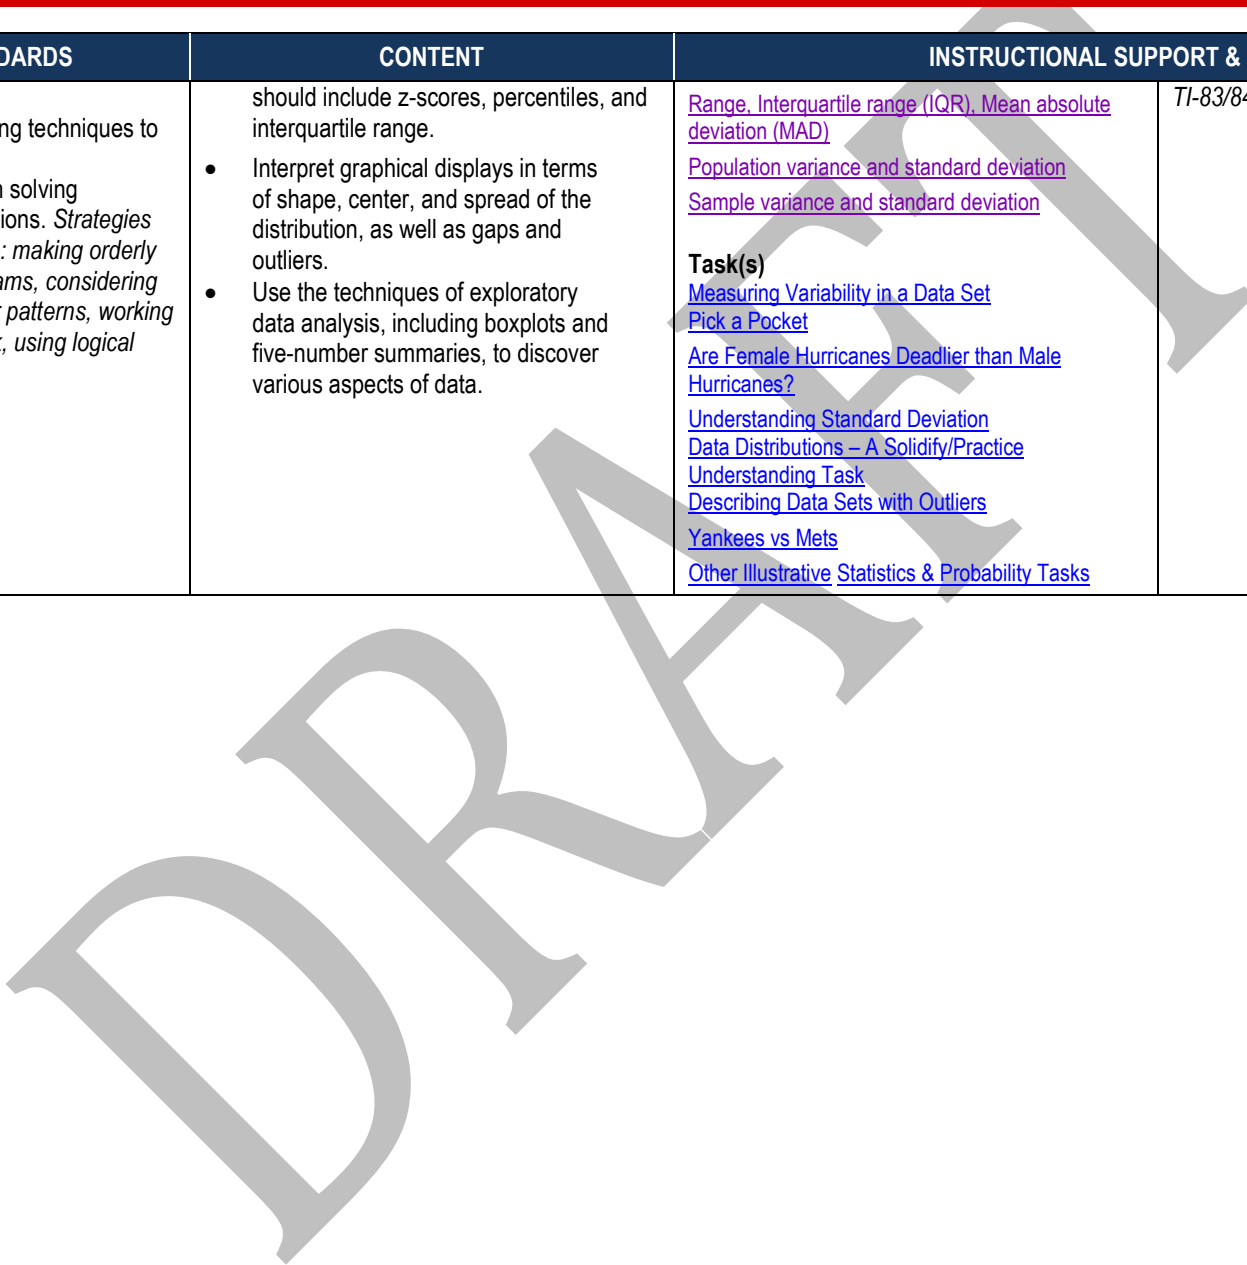 DARDS
CONTENT
INSTRUCTIONAL SUPPORT &
ng techniques to
n solving
ions. Strategies
: making orderly
ams, considering
r patterns, working
k, using logical
should include z-scores, percentiles, and
interquartile range.
• Interpret graphical displays in terms
of shape, center, and spread of the
distribution, as well as gaps and
outliers.
• Use the techniques of exploratory
data analysis, including boxplots and
five-number summaries, to discover
various aspects of data.
Range, Interquartile range (IQR), Mean absolute
deviation (MAD)
Population variance and standard deviation
Sample variance and standard deviation
Task(s)
Measuring Variability in a Data Set
Pick a Pocket
Are Female Hurricanes Deadlier than Male
Hurricanes?
Understanding Standard Deviation
Data Distributions – A Solidify/Practice
Understanding Task
Describing Data Sets with Outliers
Yankees vs Mets
Other Illustrative Statistics & Probability Tasks
TI-83/84
DRAFT